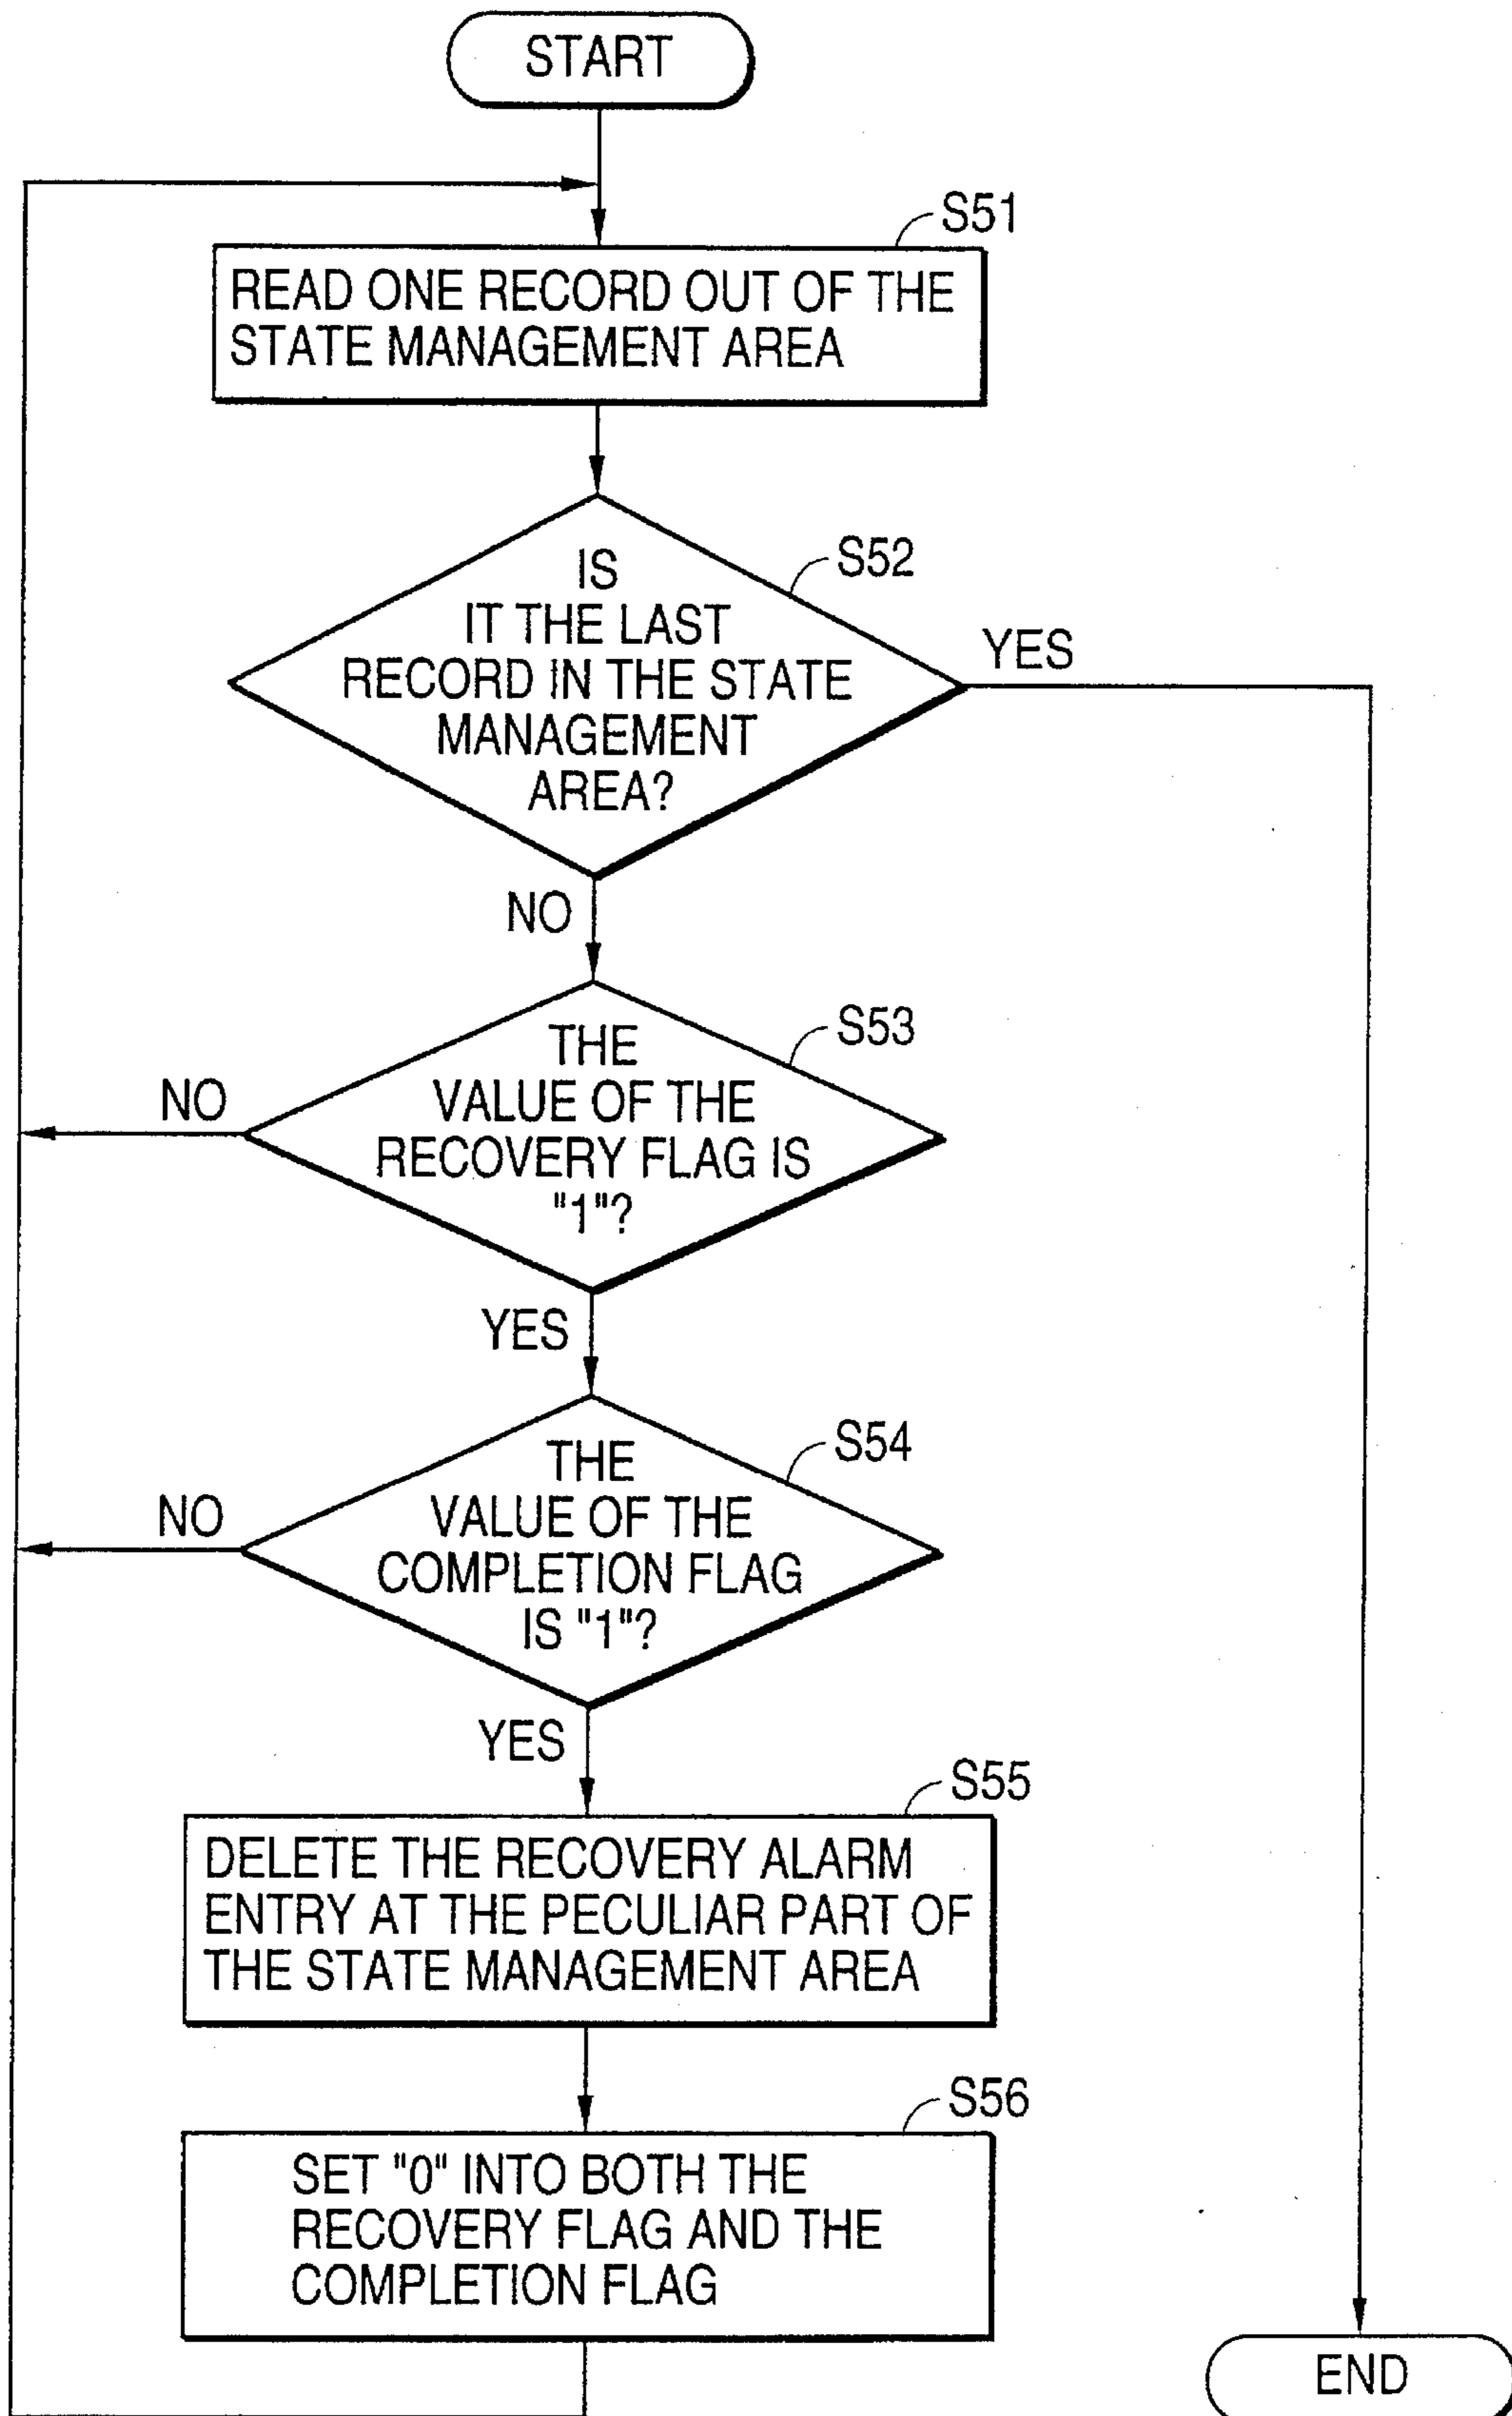 START
S51
READ ONE RECORD OUT OF THE
STATE MANAGEMENT AREA
S52
IS
IT THE LAST
RECORD IN THE STATE
MANAGEMENT
AREA?
YES
NO
S53
THE
VALUE OF THE
RECOVERY FLAG IS
"1"?
NO
YES
S54
THE
VALUE OF THE
COMPLETION FLAG
IS "1"?
NO
YES
S55
DELETE THE RECOVERY ALARM
ENTRY AT THE PECULIAR PART OF
THE STATE MANAGEMENT AREA
S56
SET "0" INTO BOTH THE
RECOVERY FLAG AND THE
COMPLETION FLAG
END